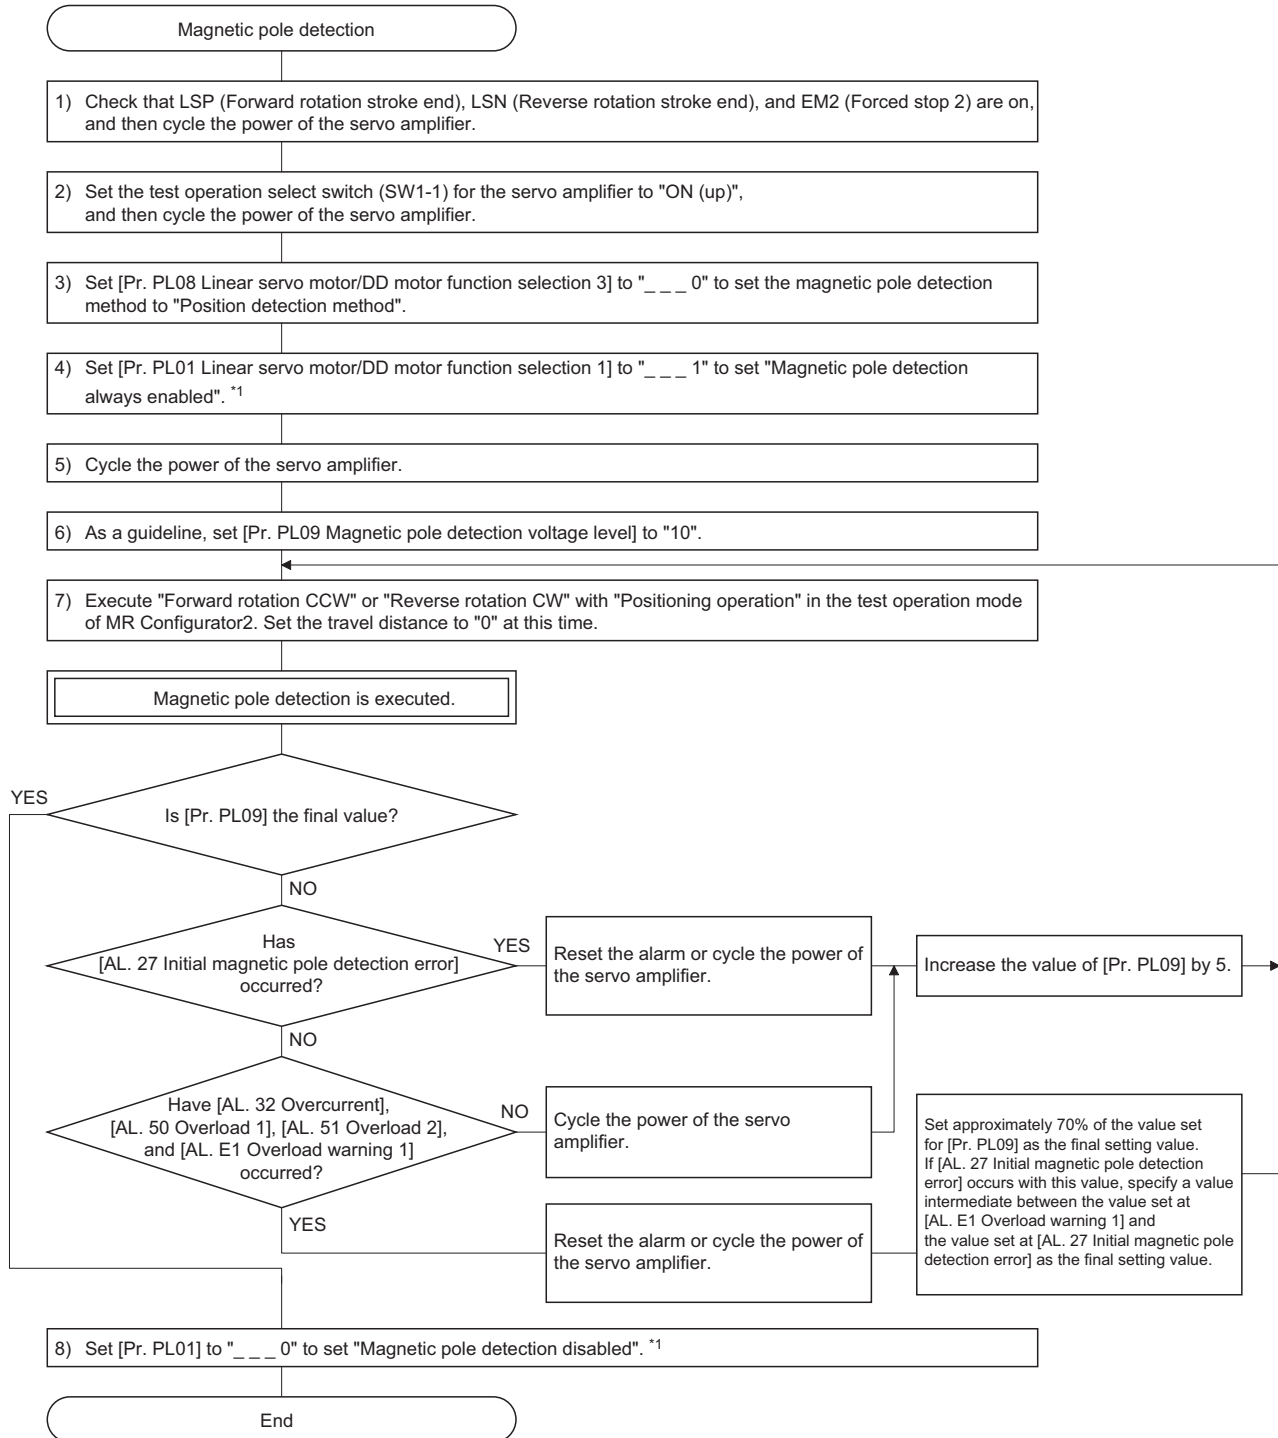 Magnetic pole detection
1) Check that LSP (Forward rotation stroke end), LSN (Reverse rotation stroke end), and EM2 (Forced stop 2) are on,
and then cycle the power of the servo amplifier.
2) Set the test operation select switch (SW1-1) for the servo amplifier to "ON (up)",
and then cycle the power of the servo amplifier.
3) Set [Pr. PL08 Linear servo motor/DD motor function selection 3] to "_ _ _ 0" to set the magnetic pole detection
method to "Position detection method".
4) Set [Pr. PL01 Linear servo motor/DD motor function selection 1] to "_ _ _ 1" to set "Magnetic pole detection
always enabled". *1
5) Cycle the power of the servo amplifier.
6) As a guideline, set [Pr. PL09 Magnetic pole detection voltage level] to "10".
7) Execute "Forward rotation CCW" or "Reverse rotation CW" with "Positioning operation" in the test operation mode
of MR Configurator2. Set the travel distance to "0" at this time.
Magnetic pole detection is executed.
YES
Is [Pr. PL09] the final value?
NO
Has
[AL. 27 Initial magnetic pole detection error]
occurred?
YES
Reset the alarm or cycle the power of
the servo amplifier.
Increase the value of [Pr. PL09] by 5.
NO
Have [AL. 32 Overcurrent],
[AL. 50 Overload 1], [AL. 51 Overload 2],
and [AL. E1 Overload warning 1]
occurred?
NO
Cycle the power of the servo
amplifier.
YES
Reset the alarm or cycle the power of
the servo amplifier.
Set approximately 70% of the value set
for [Pr. PL09] as the final setting value.
If [AL. 27 Initial magnetic pole detection
error] occurs with this value, specify a value
intermediate between the value set at
[AL. E1 Overload warning 1] and
the value set at [AL. 27 Initial magnetic pole
detection error] as the final setting value.
8) Set [Pr. PL01] to "_ _ _ 0" to set "Magnetic pole detection disabled". *1
End